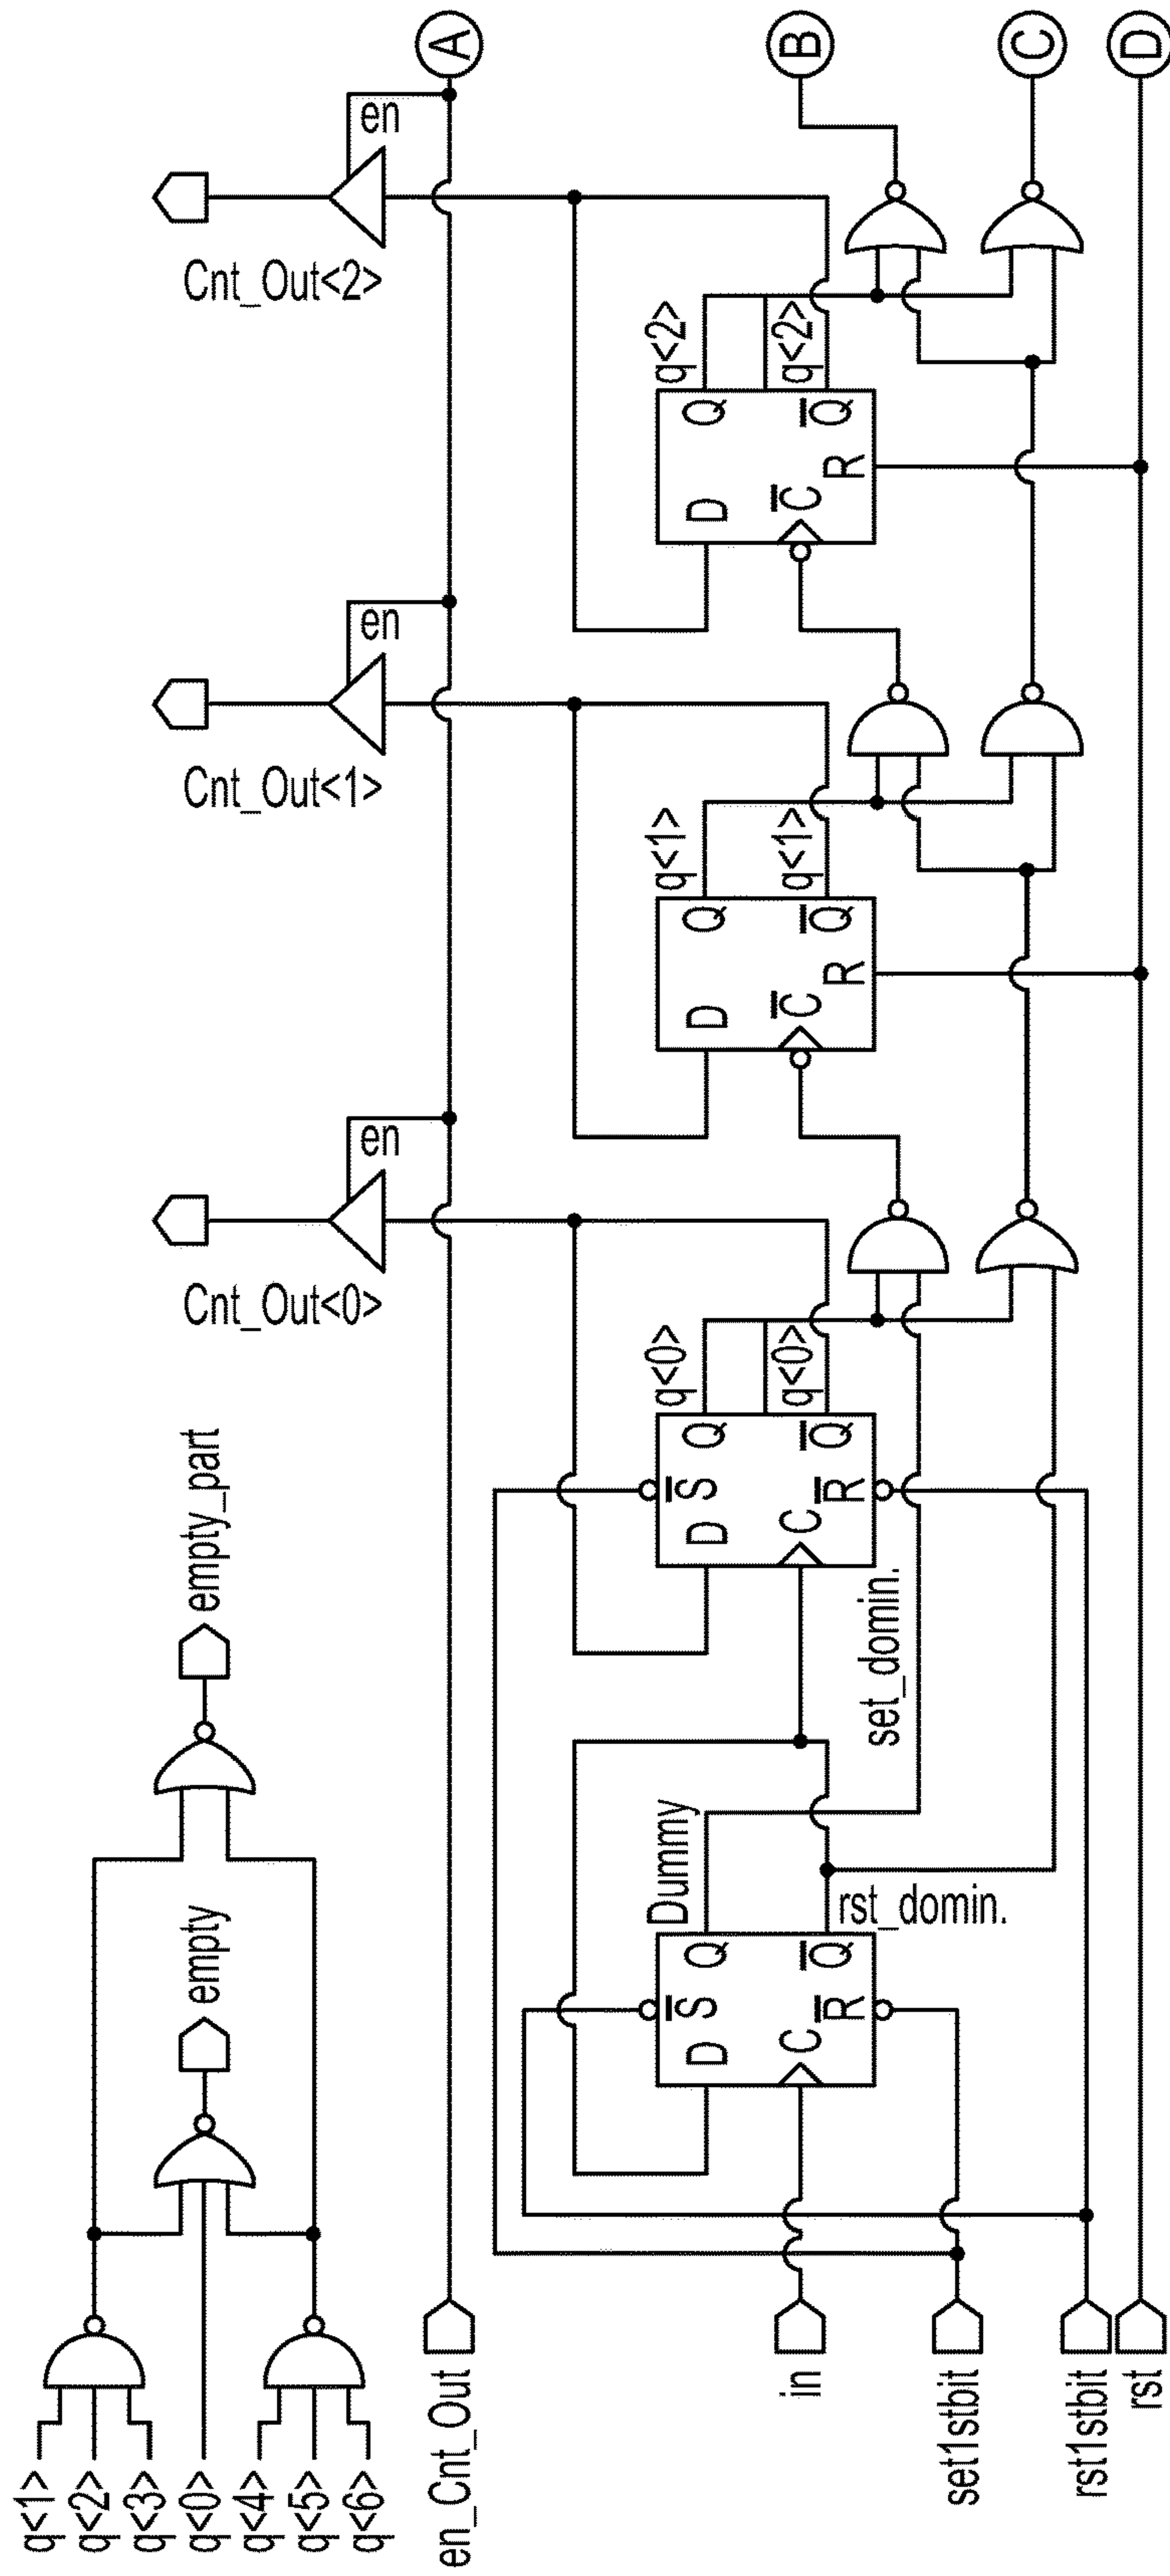 q<1>
q<2>
q<3>
q<0>
q<4>
q<5>
q<6>
empty
empty_part
Cnt_Out<0>
Cnt_Out<1>
Cnt_Out<2>
en
en
en
en_Cnt_Out
A
Dummy
q<0>
q<1>
q<2>
D S̅ Q
D S̅ Q
D Q
D Q
q<0>
q<1>
q<2>
in
C
C
C̅
C̅
B
R̅ Q̅
R̅ Q̅
R Q̅
R Q̅
rst_domin.
set_domin.
set1stbit
C
rst1stbit
rst
D